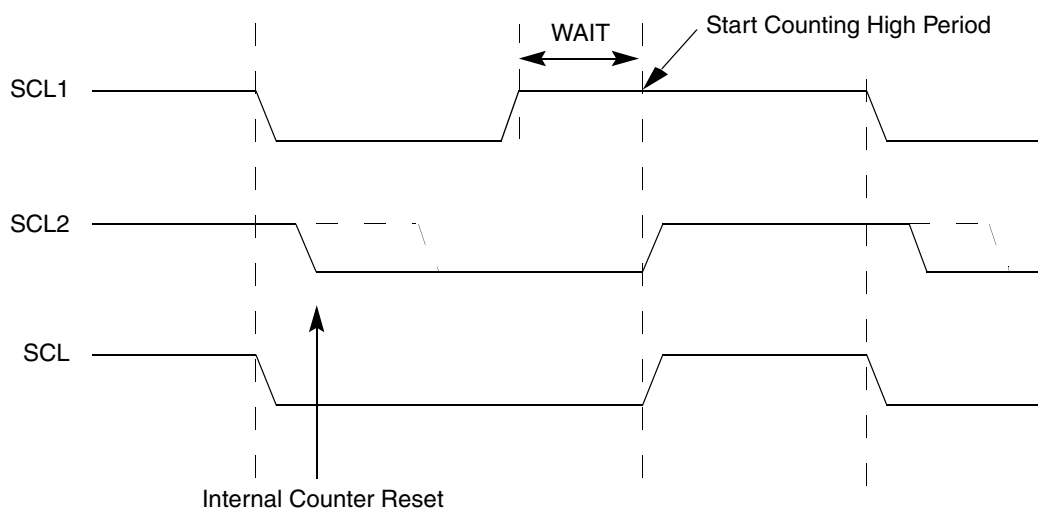 WAIT
Start Counting High Period
SCL1
SCL2
SCL
Internal Counter Reset